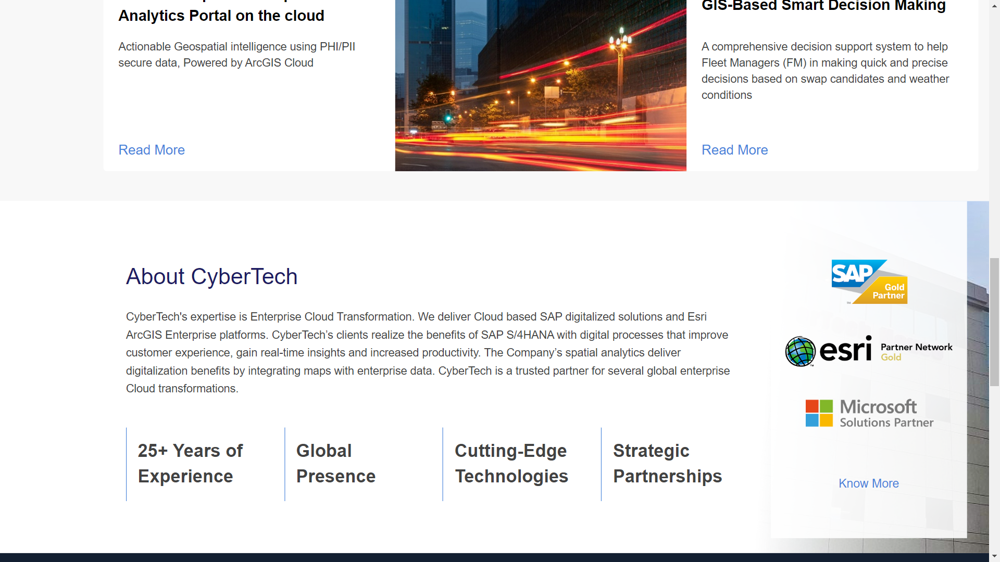 Analytics Portal on the cloud
Actionable Geospatial intelligence using PHI/PII
secure data, Powered by ArcGIS Cloud
Read More
GIS-Based Smart Decision Making
A comprehensive decision support system to help
Fleet Managers (FM) in making quick and precise
decisions based on swap candidates and weather
conditions
Read More
About CyberTech
CyberTech's expertise is Enterprise Cloud Transformation. We deliver Cloud based SAP digitalized solutions and Esri
ArcGIS Enterprise platforms. CyberTech’s clients realize the benefits of SAP S/4HANA with digital processes that improve
customer experience, gain real-time insights and increased productivity. The Company’s spatial analytics deliver
digitalization benefits by integrating maps with enterprise data. CyberTech is a trusted partner for several global enterprise
Cloud transformations.
25+ Years of
Experience
Global
Presence
Cutting-Edge
Technologies
Strategic
Partnerships
SAP
Gold
Partner
™
esri
Partner Network
Gold
™
Microsoft
Solutions Partner
Know More